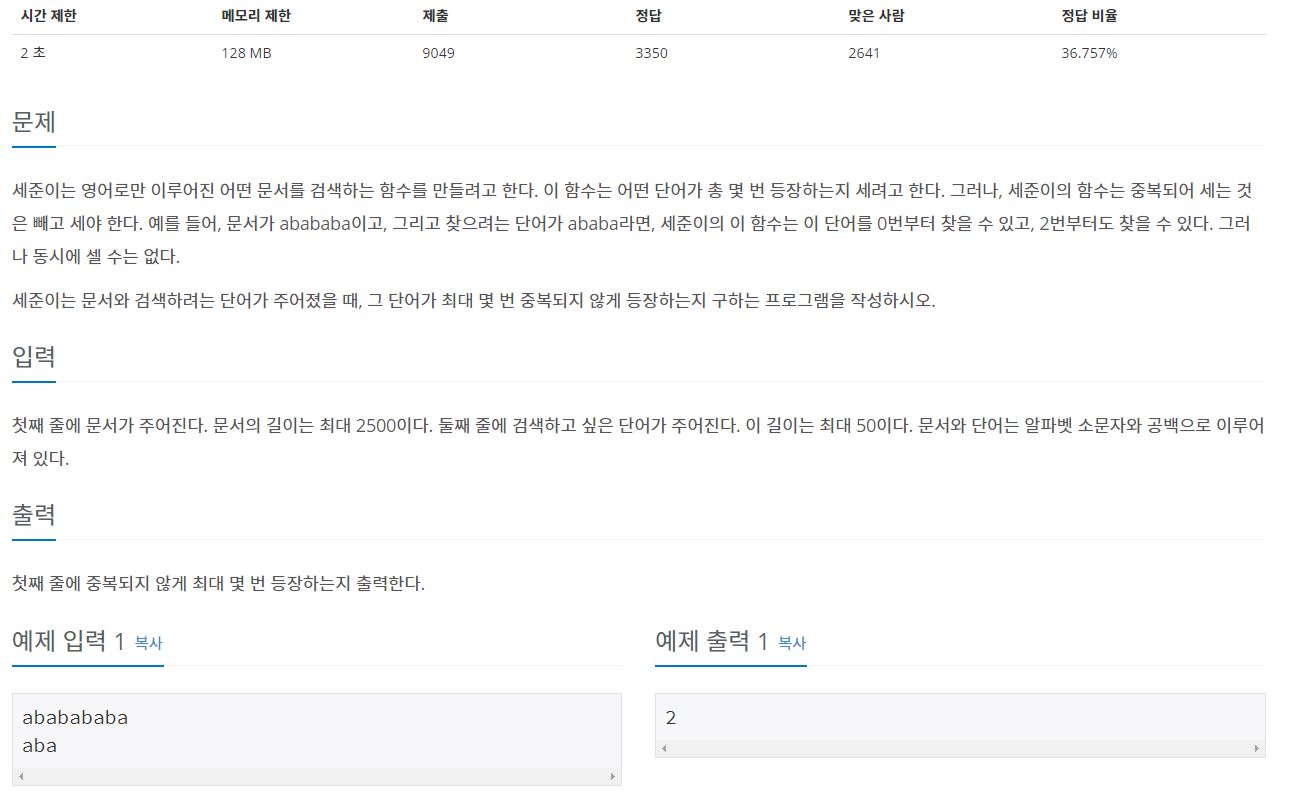 시간 제한 메모리 제한 제출 정답 맞은 사람 정답 비율
2 초 128 MB 9049 3350 2641 36.757%
문제
세준이는 영어로만 이루어진 어떤 문서를 검색하는 함수를 만들려고 한다. 이 함수는 어떤 단어가 총 몇 번 등장하는지 세려고 한다. 그러나, 세준이의 함수는 중복되어 세는 것
은 빼고 세야 한다. 예를 들어, 문서가 abababa이고, 그리고 찾으려는 단어가 ababa라면, 세준이의 이 함수는 이 단어를 0번부터 찾을 수 있고, 2번부터도 찾을 수 있다. 그러
나 동시에 셀 수는 없다.
세준이는 문서와 검색하려는 단어가 주어졌을 때, 그 단어가 최대 몇 번 중복되지 않게 등장하는지 구하는 프로그램을 작성하시오.
입력
첫째 줄에 문서가 주어진다. 문서의 길이는 최대 2500이다. 둘째 줄에 검색하고 싶은 단어가 주어진다. 이 길이는 최대 50이다. 문서와 단어는 알파벳 소문자와 공백으로 이루어
져 있다.
출력
첫째 줄에 중복되지 않게 최대 몇 번 등장하는지 출력한다.
예제 입력 1 복사
ababababa
aba
예제 출력 1 복사
2